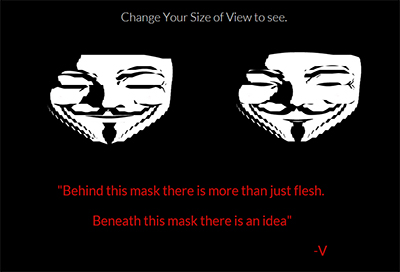 Change Your Size of View to see.
"Behind this mask there is more than just flesh.
Beneath this mask there is an idea"
-V